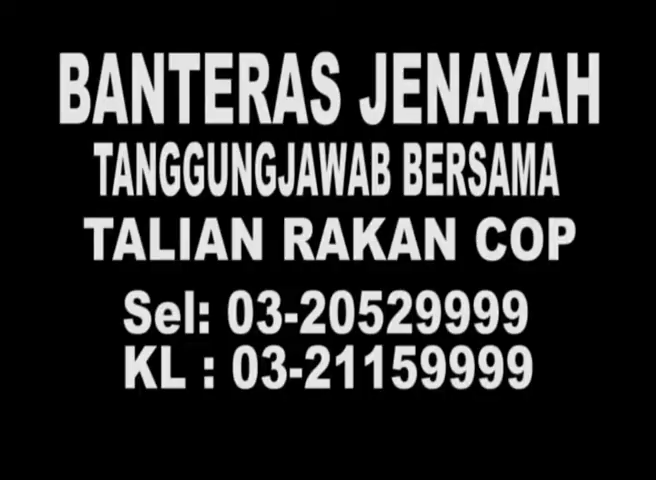 BANTERAS JENAYAH
TANGGUNGJAWAB BERSAMA
TALIAN RAKAN COP
Sel: 03-20529999
KL : 03-21159999